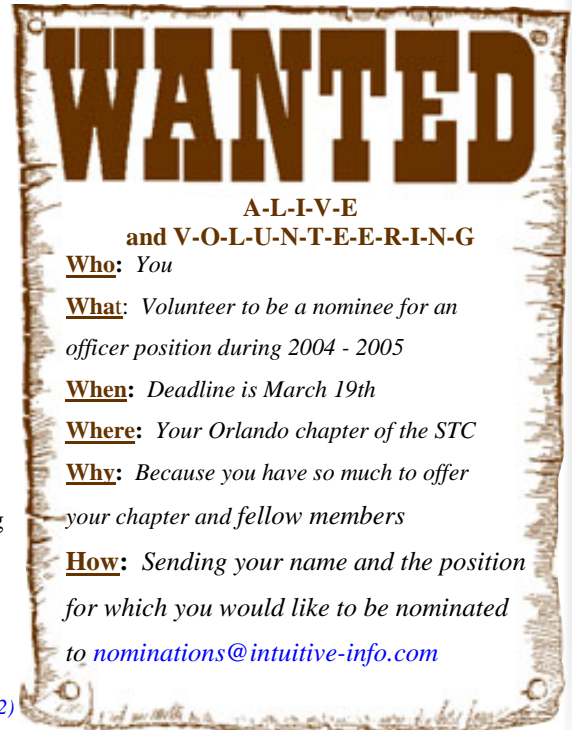 WANTED
A-L-I-V-E
and V-O-L-U-N-T-E-E-R-I-N-G
Who: You
What: Volunteer to be a nominee for an
officer position during 2004 - 2005
When: Deadline is March 19th
Where: Your Orlando chapter of the STC
Why: Because you have so much to offer
your chapter and fellow members
How: Sending your name and the position
for which you would like to be nominated
to nominations@intuitive-info.com
2)